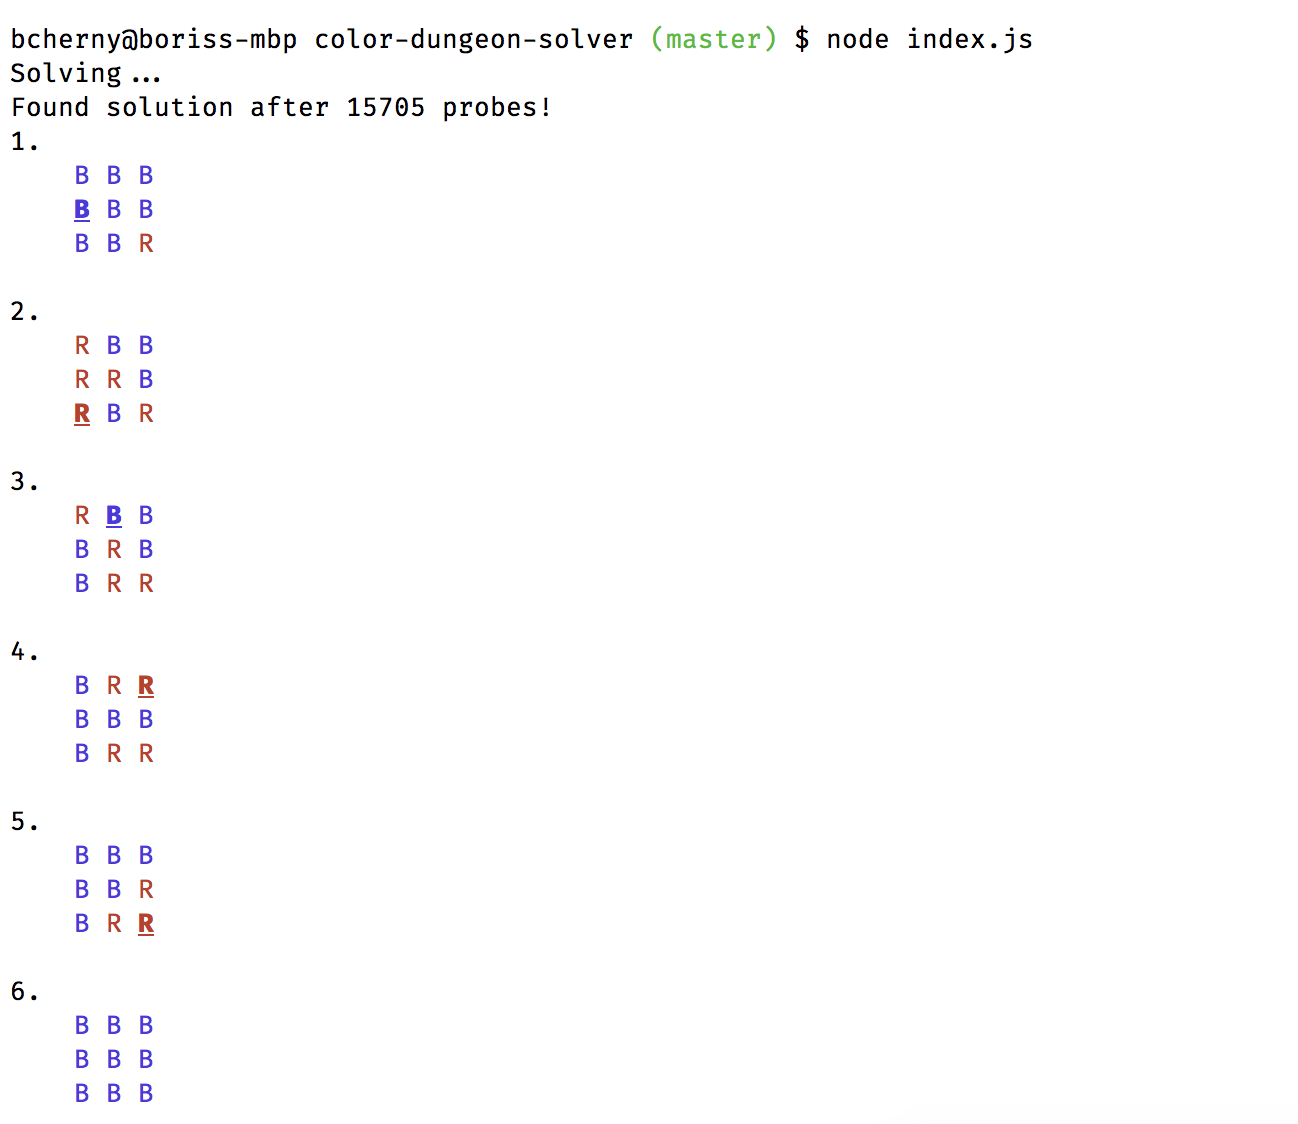 bcherny@boriss-mbp color-dungeon-solver (master) $ node index.js
Solving...
Found solution after 15705 probes!
1.
B B B
B B B
B B R
2.
R B B
R R B
R B R
3.
R B B
B R B
B R R
4.
B R R
B B B
B R R
5.
B B B
B B R
B R R
6.
B B B
B B B
B B B